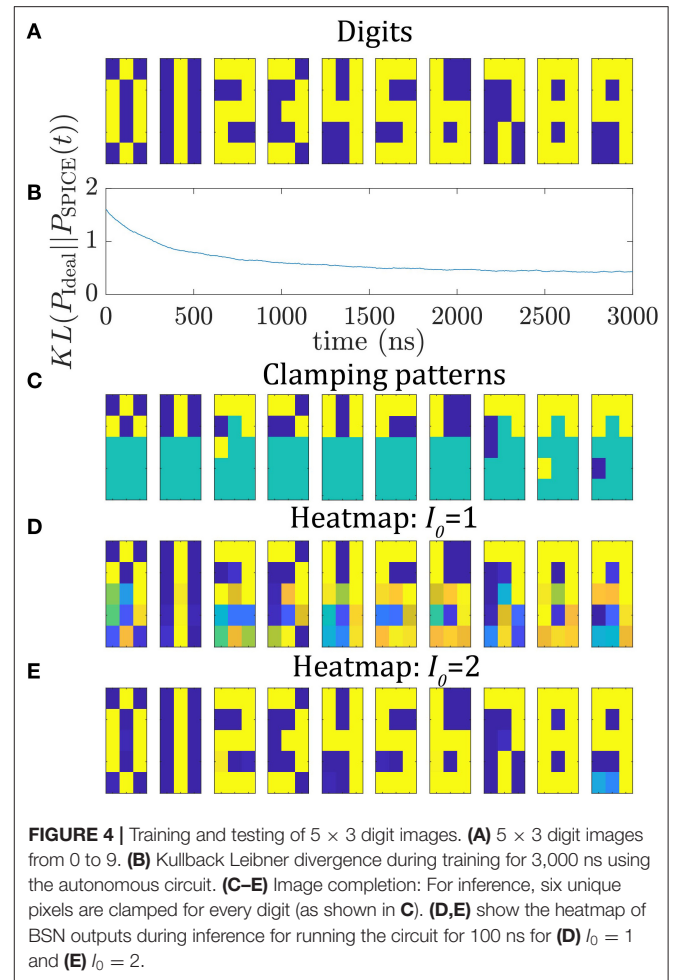 A
Digits
B
KL(P_Ideal||P_SPICE(t))
2
1
0
0 500 1000 1500 2000 2500 3000
time (ns)
C
Clamping patterns
D
Heatmap: I_0=1
E
Heatmap: I_0=2
FIGURE 4 | Training and testing of 5 × 3 digit images. (A) 5 × 3 digit images
from 0 to 9. (B) Kullback Leibner divergence during training for 3,000 ns using
the autonomous circuit. (C–E) Image completion: For inference, six unique
pixels are clamped for every digit (as shown in C). (D,E) show the heatmap of
BSN outputs during inference for running the circuit for 100 ns for (D) I_0 = 1
and (E) I_0 = 2.